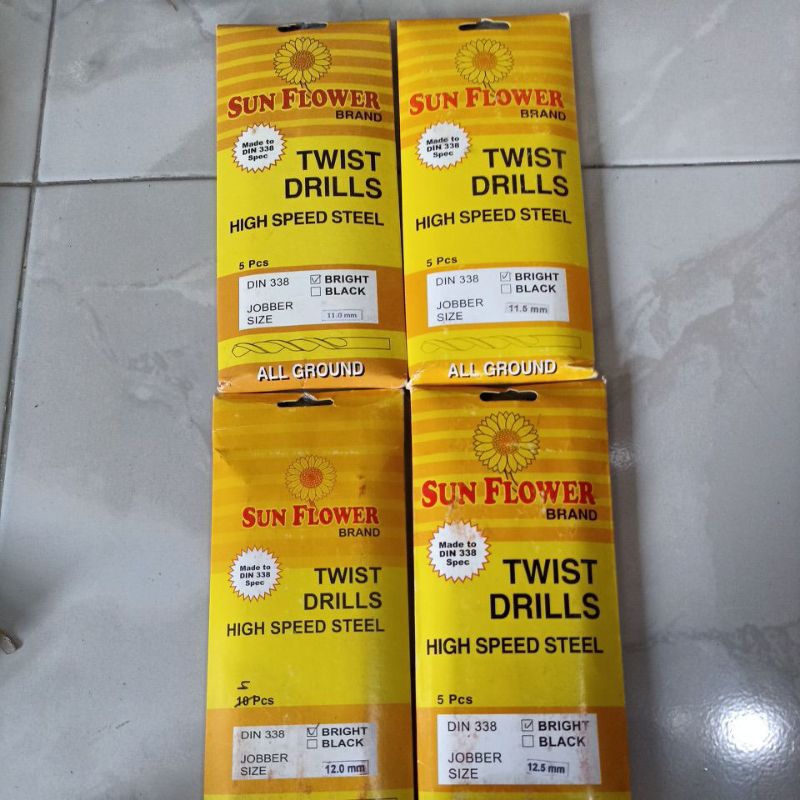 SUN FLOWER
BRAND
Made to
DIN 338
Spec
TWIST
DRILLS
HIGH SPEED STEEL
5 Pcs
DIN 338
☑ BRIGHT
☐ BLACK
JOBBER
SIZE
11.0 mm
ALL GROUND
SUN FLOWER
BRAND
Made to
DIN 338
Spec
TWIST
DRILLS
HIGH SPEED STEEL
5 Pcs
DIN 338
☑ BRIGHT
☐ BLACK
JOBBER
SIZE
11.5 mm
ALL GROUND
SUN FLOWER
BRAND
Made to
DIN 338
Spec
TWIST
DRILLS
HIGH SPEED STEEL
5
10 Pcs
DIN 338
☑ BRIGHT
☐ BLACK
JOBBER
SIZE
12.0 mm
SUN FLOWER
BRAND
Made to
DIN 338
Spec
TWIST
DRILLS
HIGH SPEED STEEL
5 Pcs
DIN 338
☑ BRIGHT
☐ BLACK
JOBBER
SIZE
12.5 mm